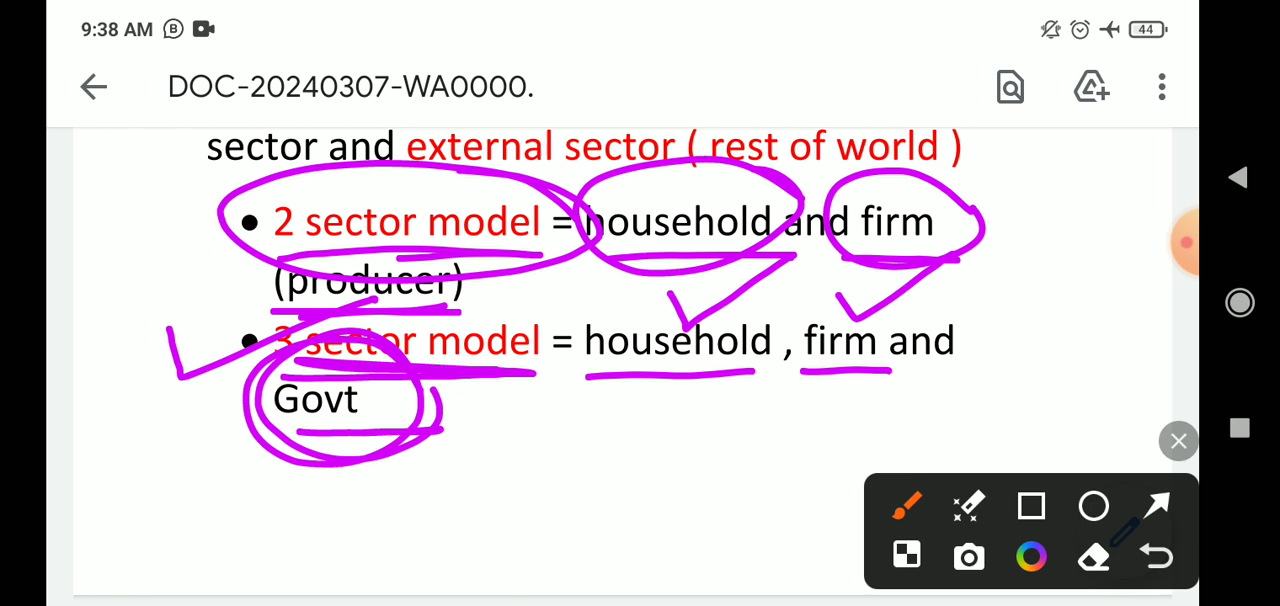 9:38 AM
44
DOC-20240307-WA0000.
sector and external sector ( rest of world )
• 2 sector model = household and firm
(producer)
• 3 sector model = household , firm and
Govt